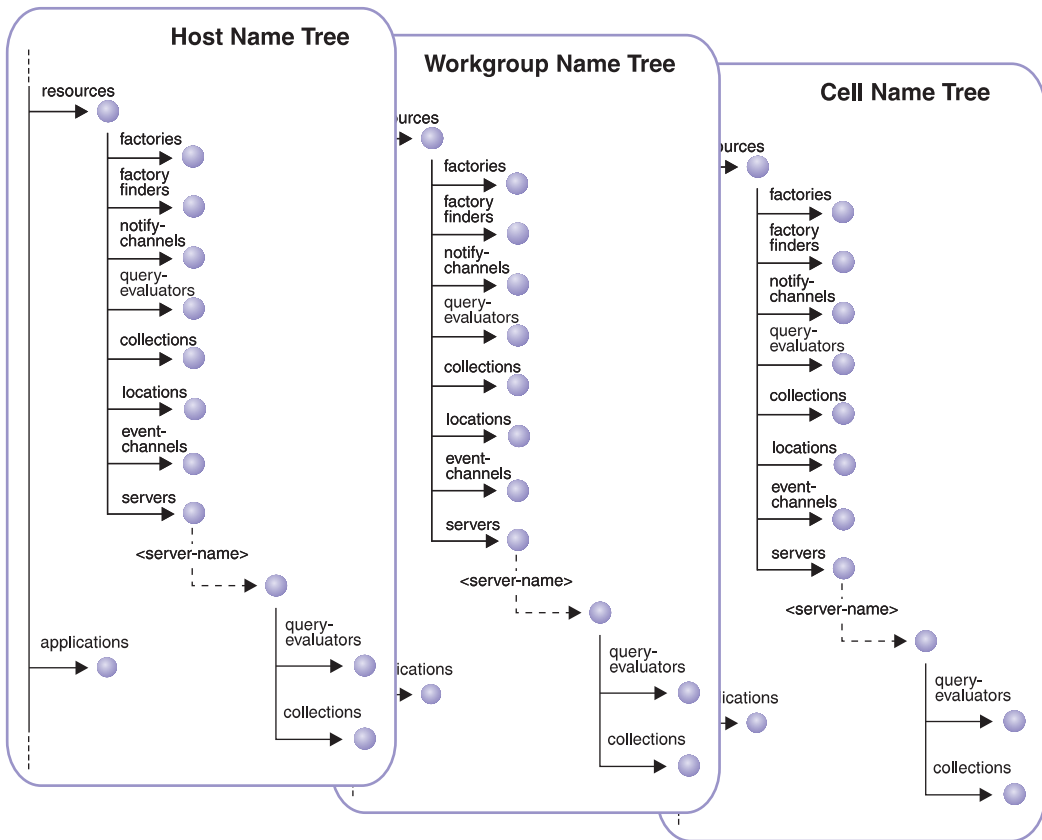 Host Name Tree
resources
factories
factory
finders
notify-
channels
query-
evaluators
collections
locations
event-
channels
servers
<server-name>
applications
query-
evaluators
collections
Workgroup Name Tree
urces
factories
factory
finders
notify-
channels
query-
evaluators
collections
locations
event-
channels
servers
<server-name>
ications
query-
evaluators
collections
Cell Name Tree
urces
factories
factory
finders
notify-
channels
query-
evaluators
collections
locations
event-
channels
servers
<server-name>
ications
query-
evaluators
collections